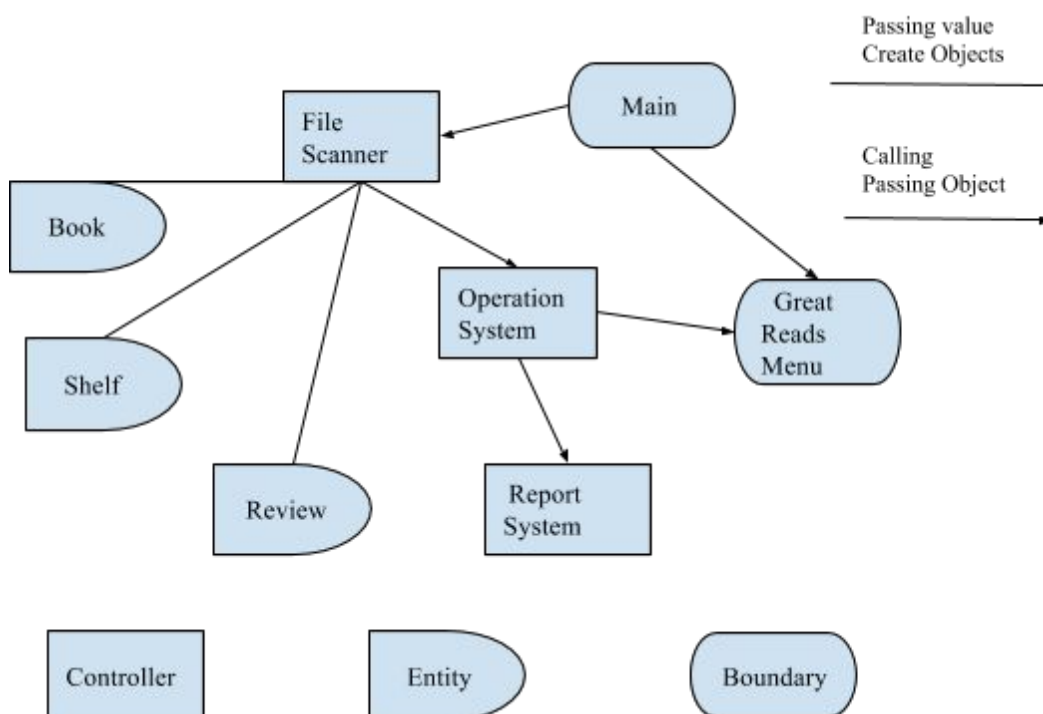 Passing value
Create Objects
File
Scanner
Main
Calling
Passing Object
Book
Operation
System
Great
Reads
Menu
Shelf
Review
Report
System
Controller
Entity
Boundary